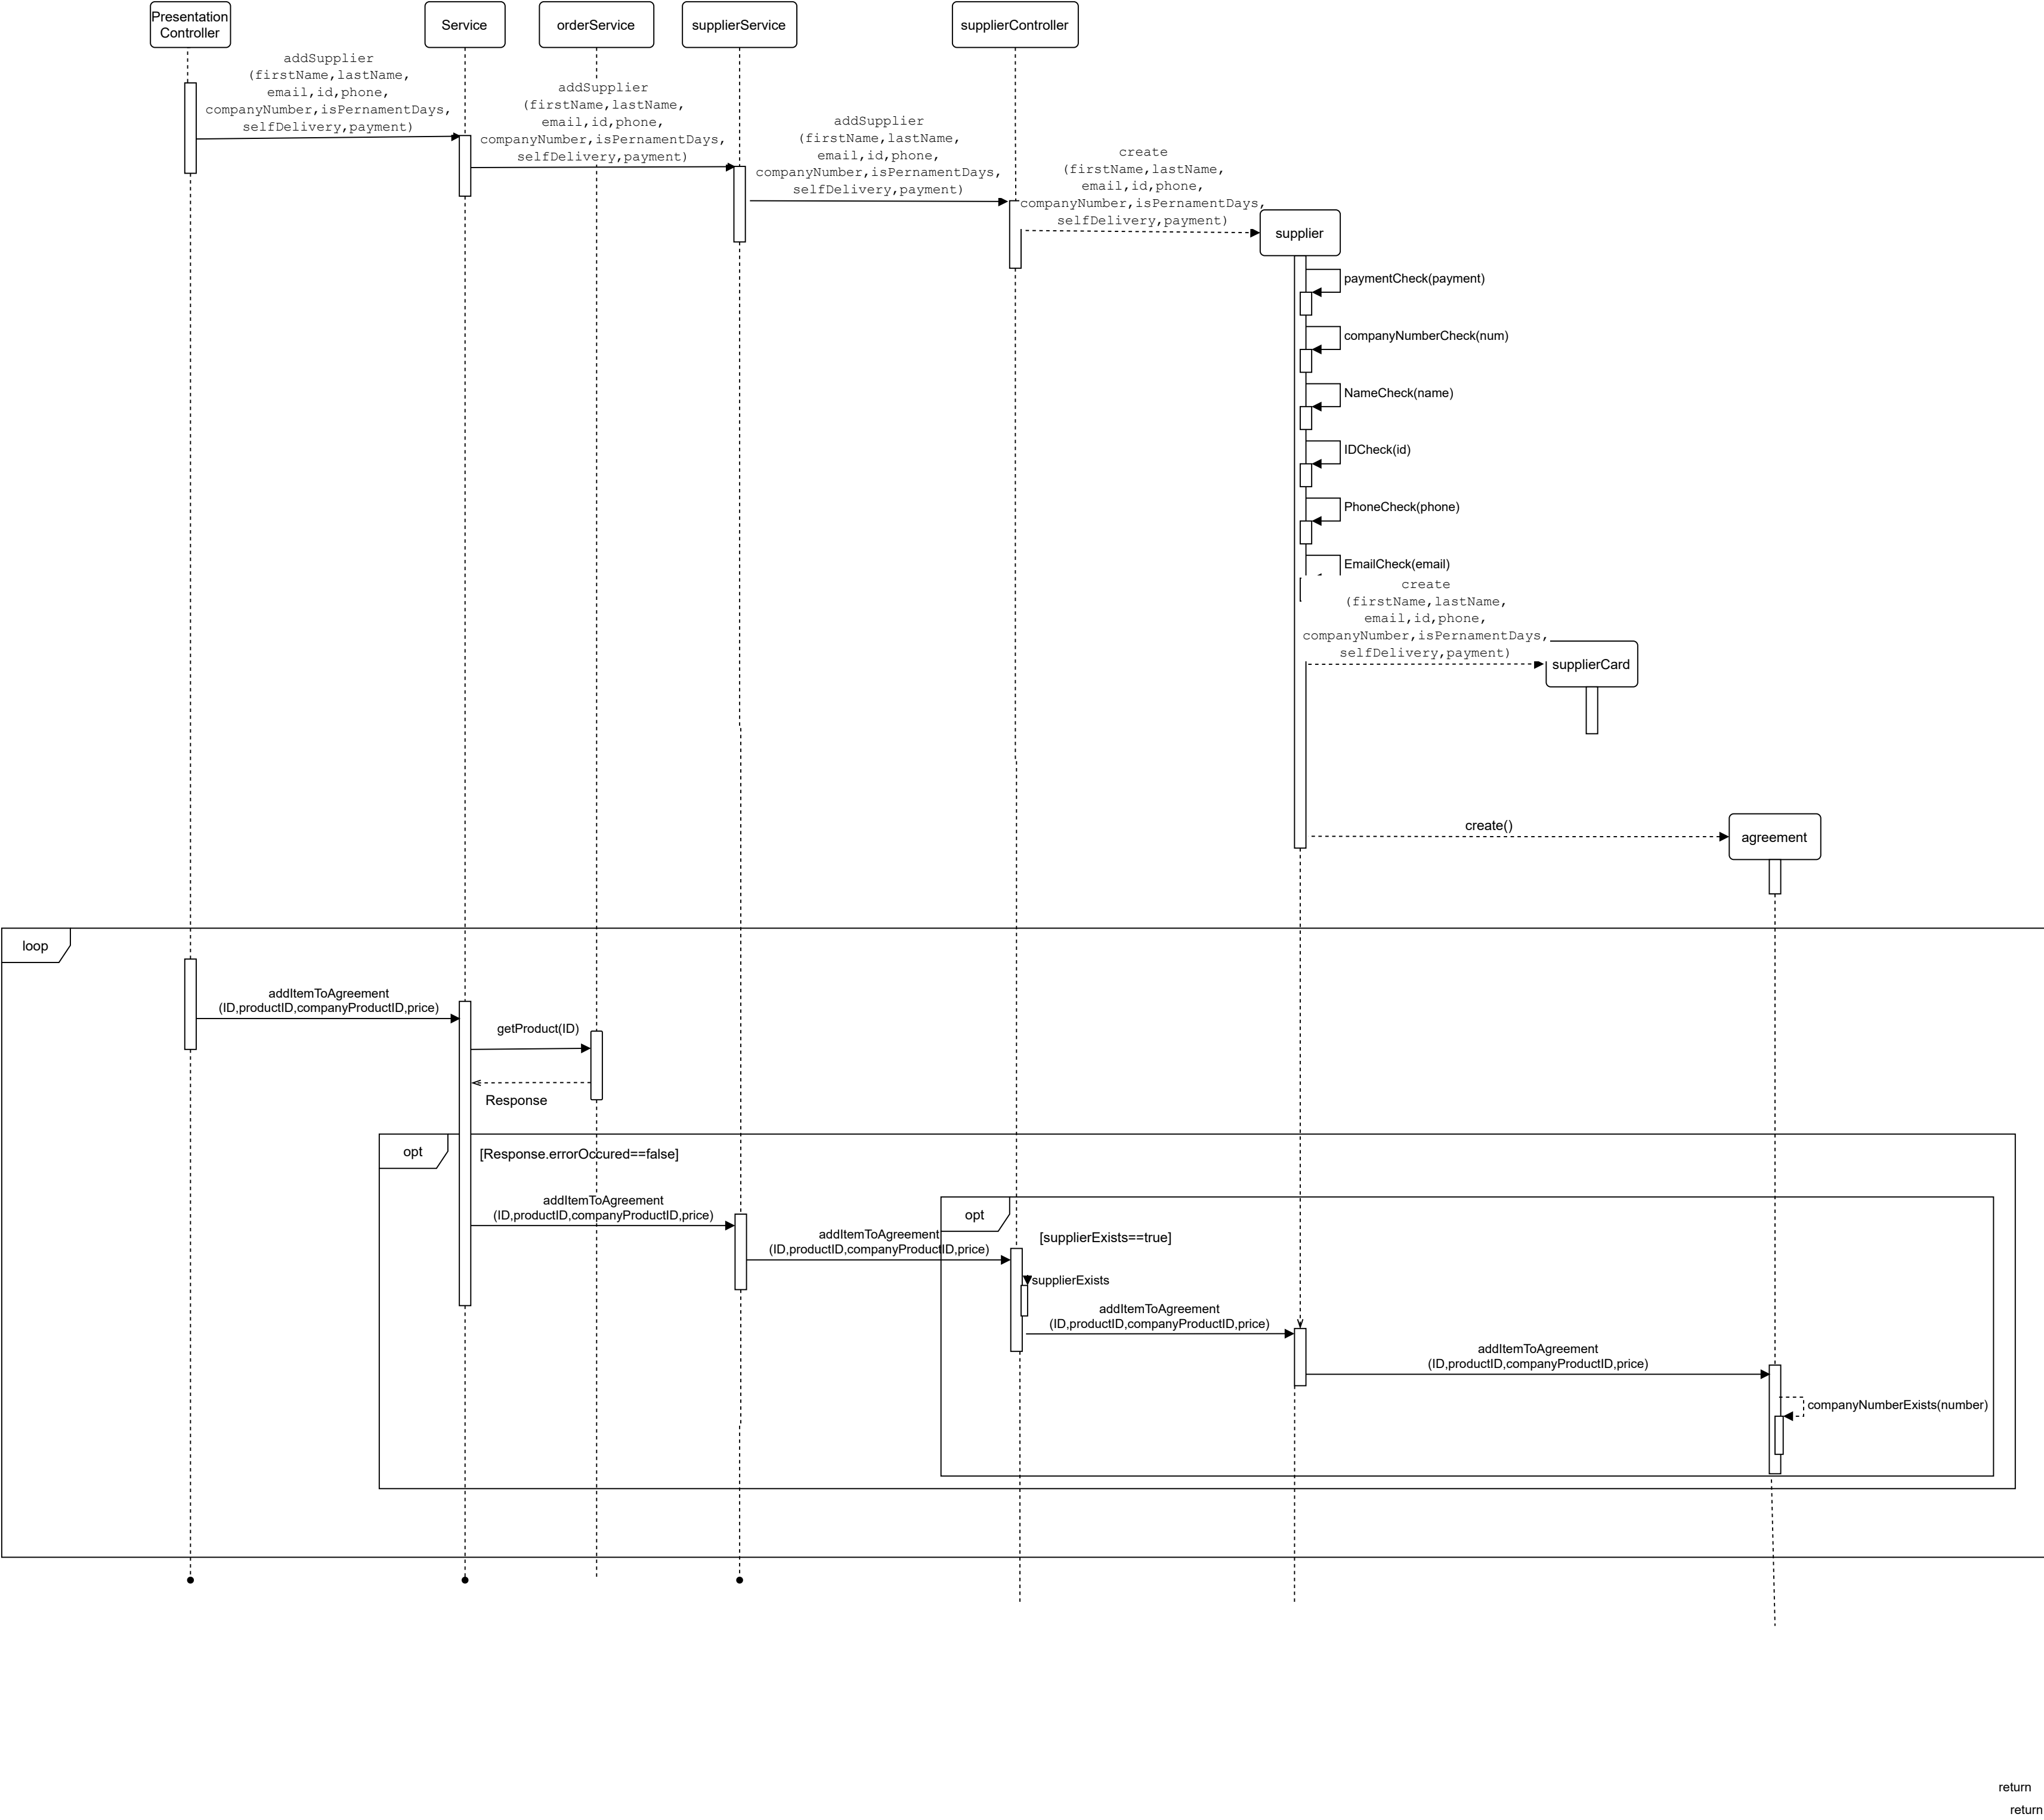 Presentation
Controller
Service
orderService
supplierService
supplierController
addSupplier
(firstName,lastName,
email,id,phone,
companyNumber,isPernamentDays,
selfDelivery,payment)
addSupplier
(firstName,lastName,
email,id,phone,
companyNumber,isPernamentDays,
selfDelivery,payment)
addSupplier
(firstName,lastName,
email,id,phone,
companyNumber,isPernamentDays,
selfDelivery,payment)
create
(firstName,lastName,
email,id,phone,
companyNumber,isPernamentDays,
selfDelivery,payment)
supplier
paymentCheck(payment)
companyNumberCheck(num)
NameCheck(name)
IDCheck(id)
PhoneCheck(phone)
EmailCheck(email)
create
(firstName,lastName,
email,id,phone,
companyNumber,isPernamentDays,
selfDelivery,payment)
supplierCard
create()
agreement
loop
addItemToAgreement
(ID,productID,companyProductID,price)
getProduct(ID)
Response
opt
[Response.errorOccured==false]
addItemToAgreement
(ID,productID,companyProductID,price)
opt
[supplierExists==true]
addItemToAgreement
(ID,productID,companyProductID,price)
supplierExists
addItemToAgreement
(ID,productID,companyProductID,price)
addItemToAgreement
(ID,productID,companyProductID,price)
companyNumberExists(number)
return
return